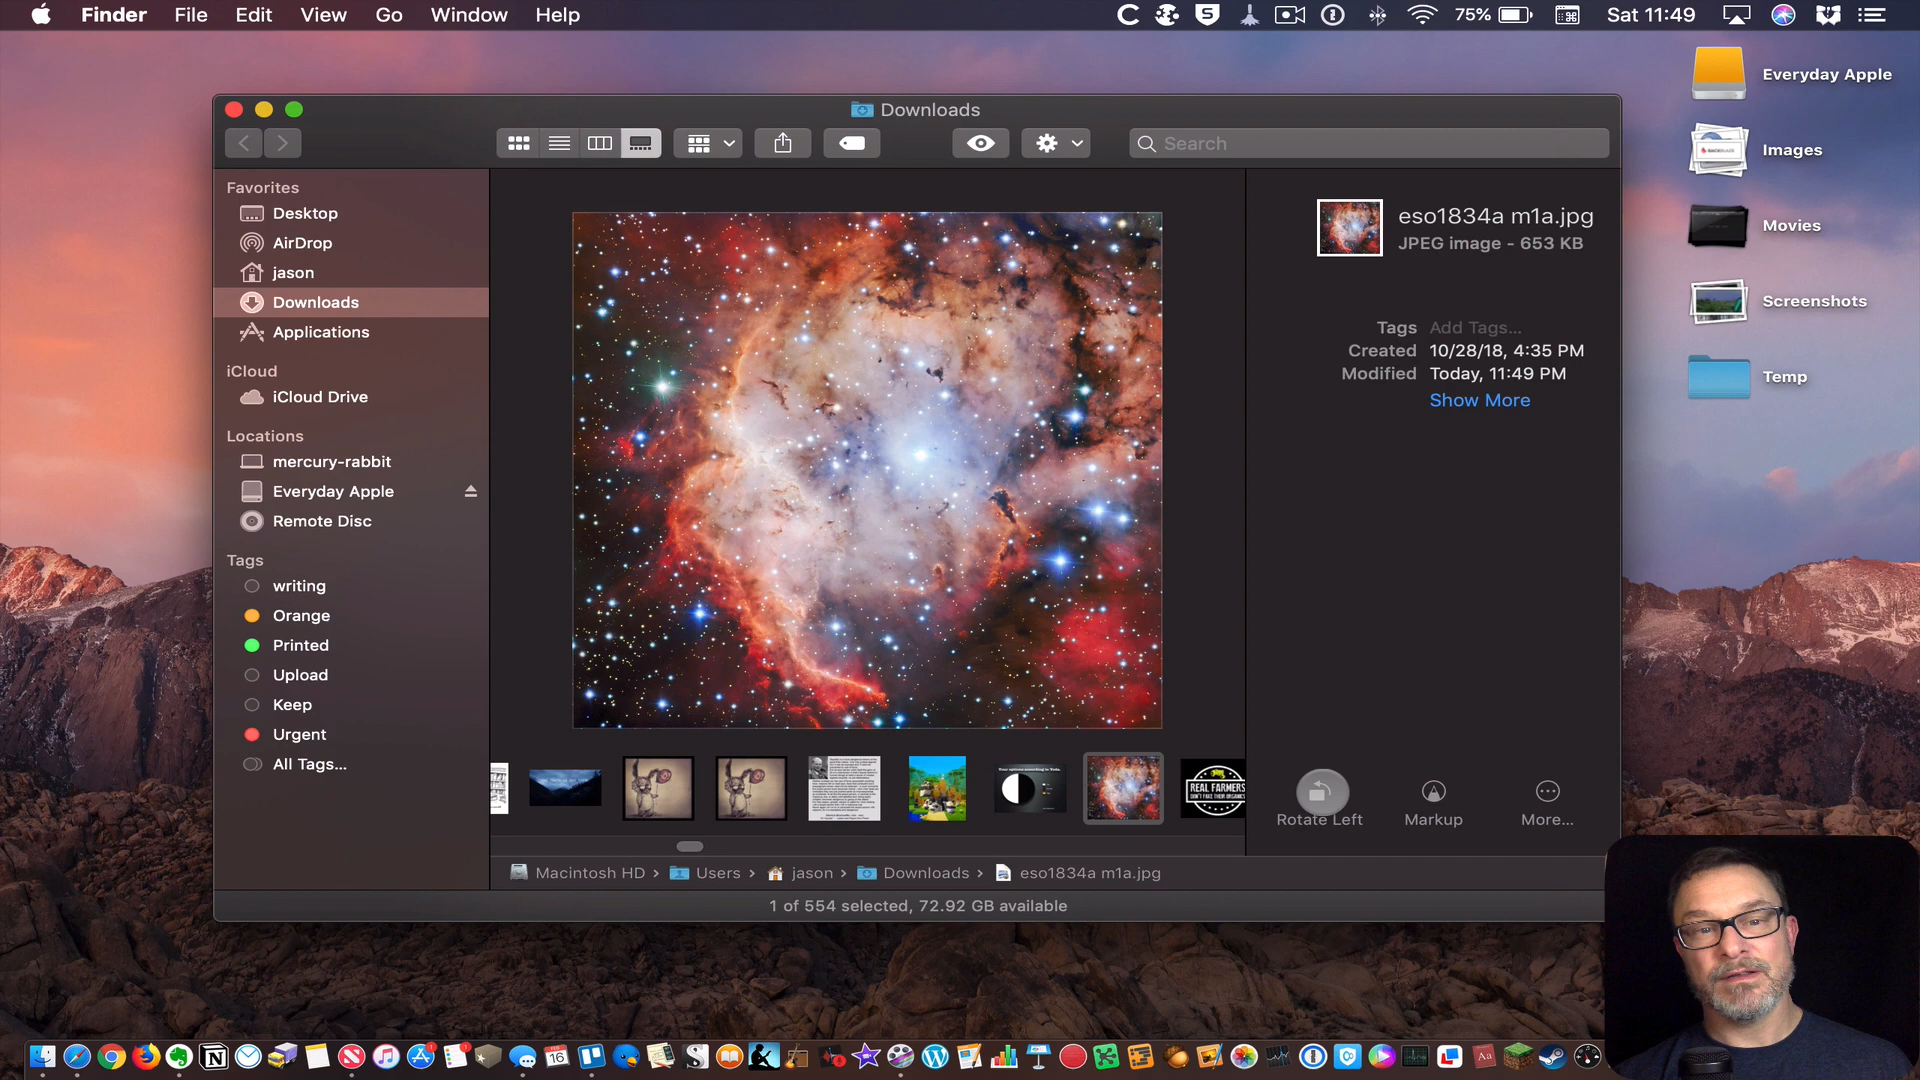 Finder File Edit View Go Window Help 75% Sat 11:49
Downloads
Search
Favorites
Desktop
AirDrop
jason
Downloads
Applications
iCloud
iCloud Drive
Locations
mercury-rabbit
Everyday Apple
Remote Disc
Tags
writing
Orange
Printed
Upload
Keep
Urgent
All Tags...
eso1834a m1a.jpg
JPEG image - 653 KB
Tags Add Tags...
Created 10/28/18, 4:35 PM
Modified Today, 11:49 PM
Show More
REAL FARMERS
Rotate Left Markup More...
Macintosh HD › Users › jason › Downloads › eso1834a m1a.jpg
1 of 554 selected, 72.92 GB available
Everyday Apple
Images
Movies
Screenshots
Temp
16
Aa